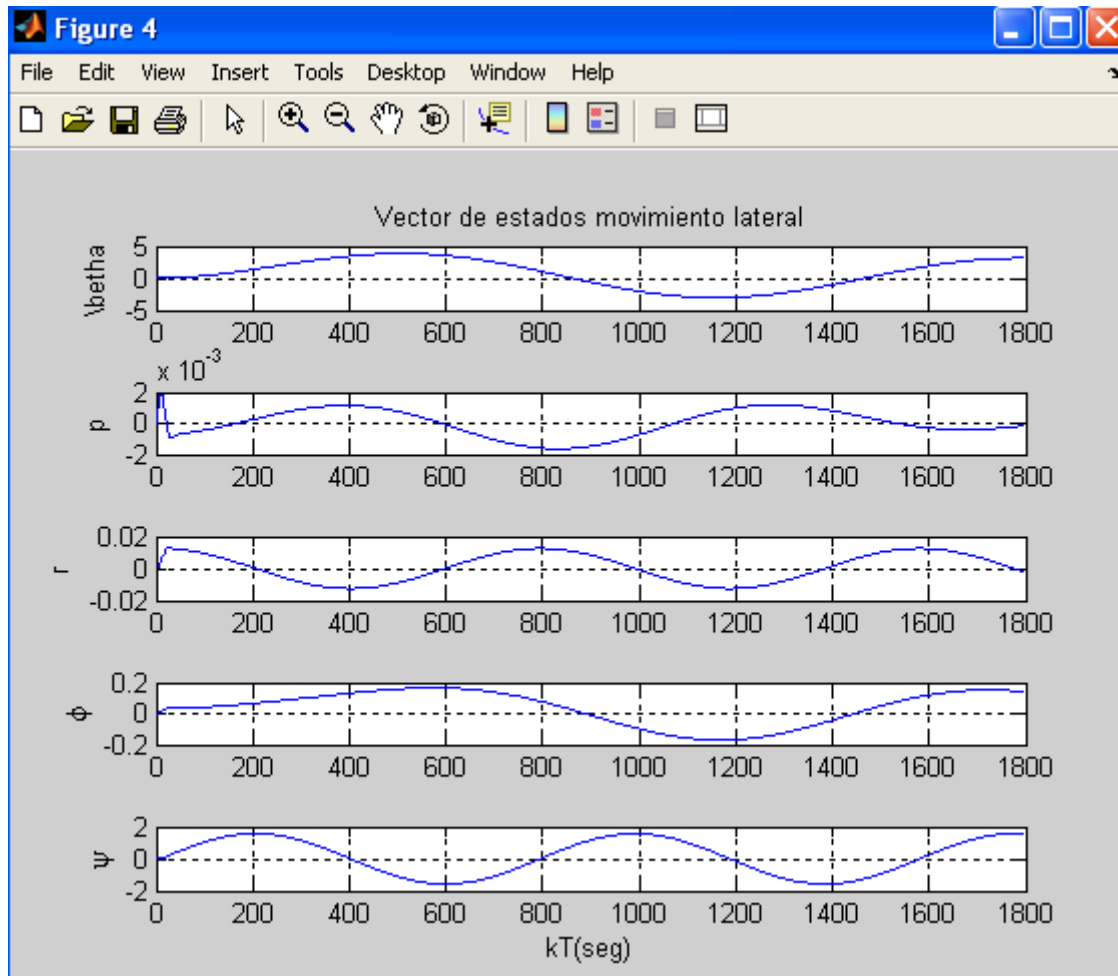 Figure 4
File Edit View Insert Tools Desktop Window Help
Vector de estados movimiento lateral
\betha
5
0
-5
0 200 400 600 800 1000 1200 1400 1600 1800
x 10^-3
p
2
0
-2
0 200 400 600 800 1000 1200 1400 1600 1800
r
0.02
0
-0.02
0 200 400 600 800 1000 1200 1400 1600 1800
ϕ
0.2
0
-0.2
0 200 400 600 800 1000 1200 1400 1600 1800
ψ
2
0
-2
0 200 400 600 800 1000 1200 1400 1600 1800
kT(seg)